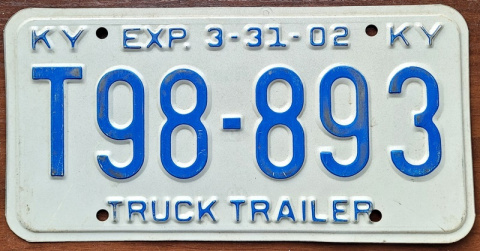 KY EXP. 3-31-02 KY
T98-893
TRUCK TRAILER